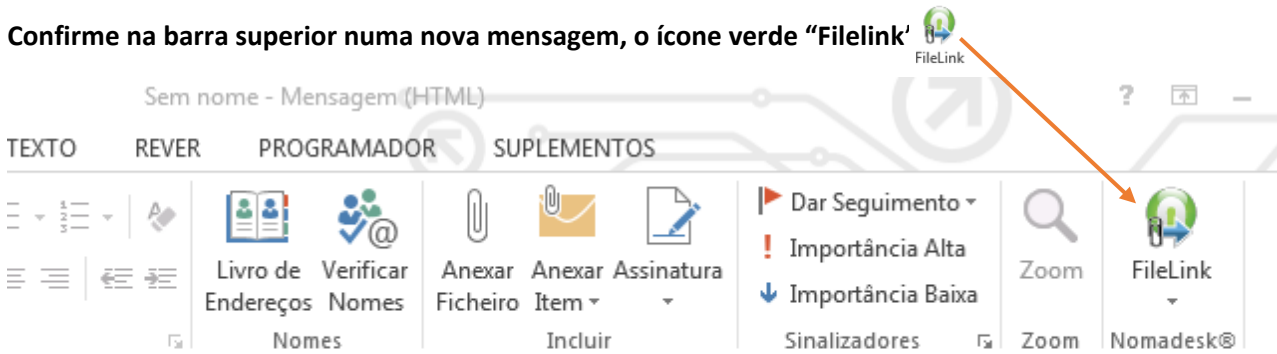 Confirme na barra superior numa nova mensagem, o ícone verde “Filelink’
FileLink
Sem nome - Mensagem (HTML)
?
TEXTO REVER PROGRAMADOR SUPLEMENTOS
Dar Seguimento
Importância Alta
Livro de Endereços
Verificar Nomes
Anexar Ficheiro
Anexar Item
Assinatura
Importância Baixa
Zoom
FileLink
Nomes Incluir Sinalizadores Zoom Nomadesk®